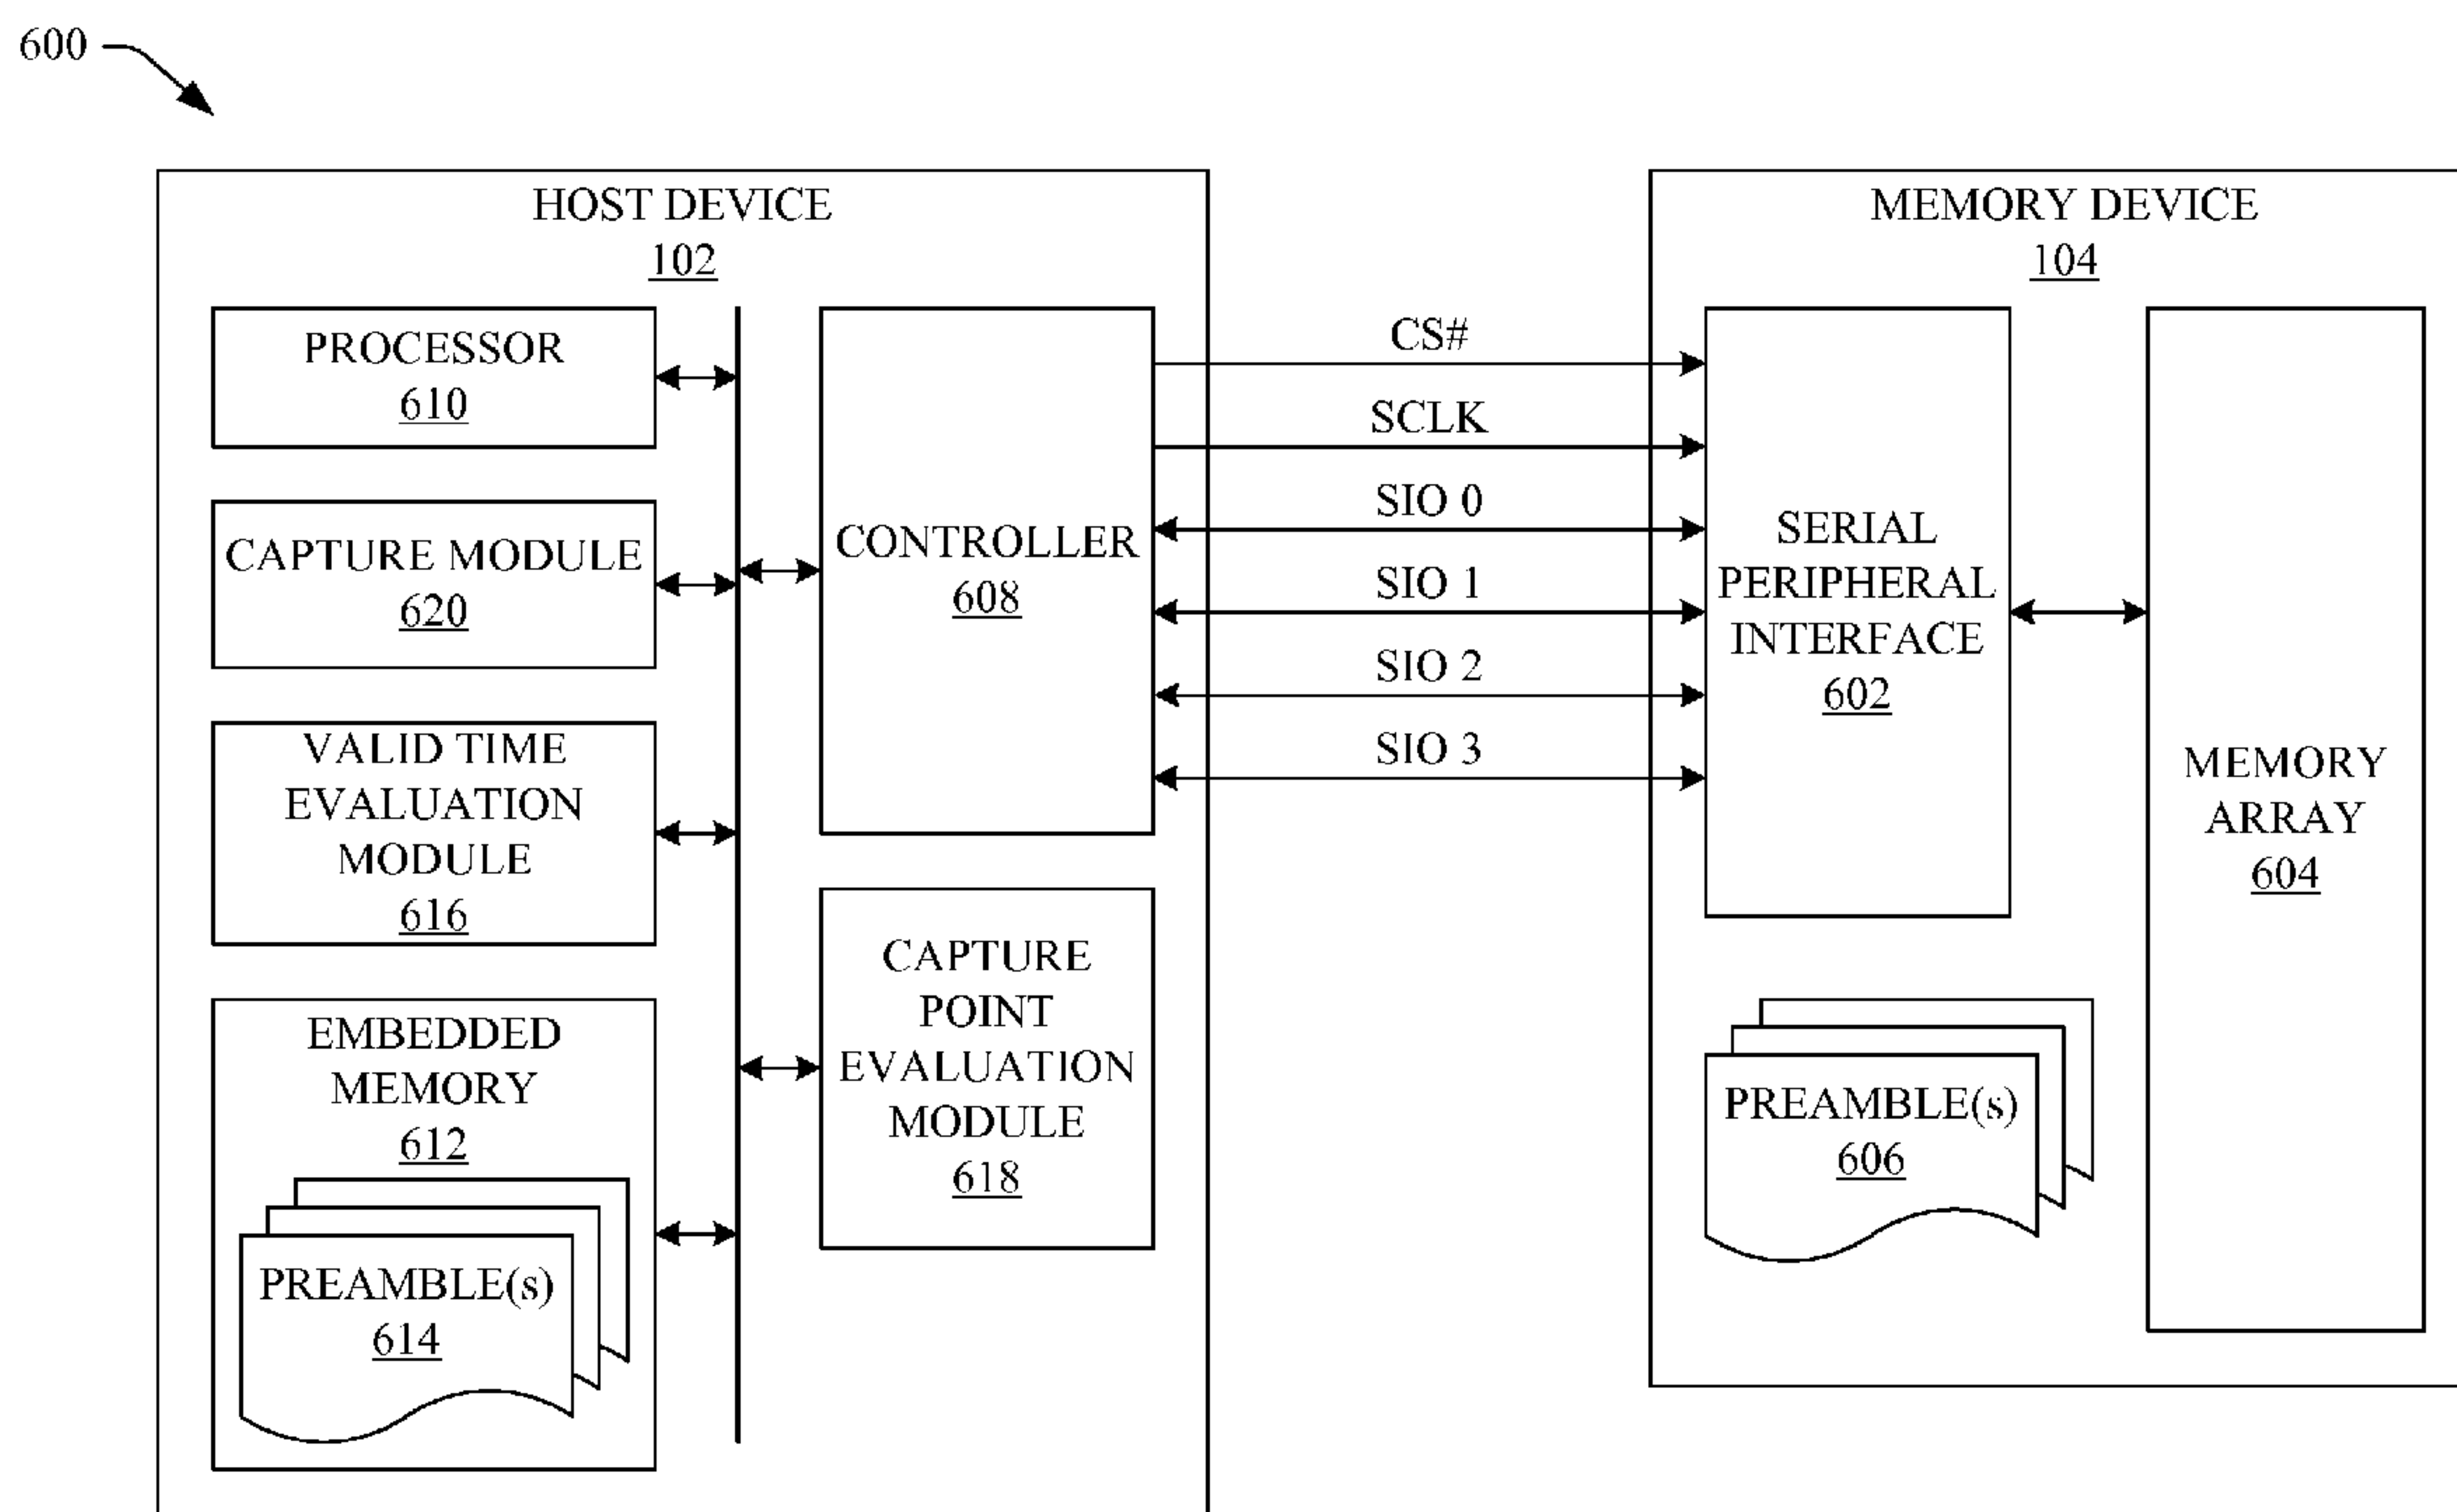 600
HOST DEVICE
102
PROCESSOR
610
CAPTURE MODULE
620
VALID TIME
EVALUATION
MODULE
616
EMBEDDED
MEMORY
612
PREAMBLE(s)
614
CONTROLLER
608
CAPTURE
POINT
EVALUATION
MODULE
618
CS#
SCLK
SIO 0
SIO 1
SIO 2
SIO 3
MEMORY DEVICE
104
SERIAL
PERIPHERAL
INTERFACE
602
PREAMBLE(s)
606
MEMORY
ARRAY
604